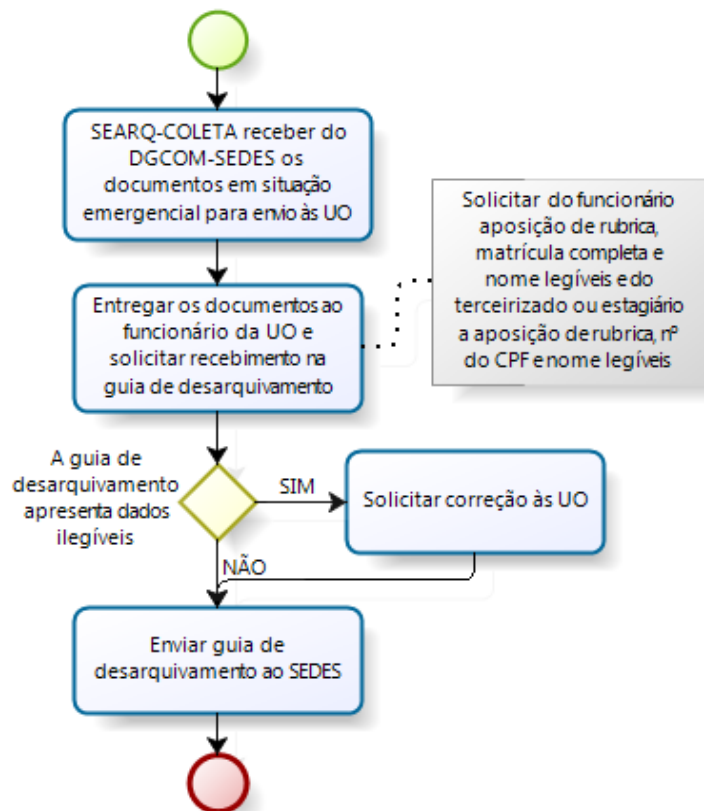 SEARQ-COLETA receber do
DGCOM-SEDES os
documentos em situação
emergencial para envio às UO
Solicitar do funcionário
aposição de rubrica,
matrícula completa e
nome legíveis e do
terceirizado ou estagiário
a aposição de rubrica, nº
do CPF e nome legíveis
Entregar os documentos ao
funcionário da UO e
solicitar recebimento na
guia de desarquivamento
A guia de
desarquivamento
apresenta dados
ilegíveis
SIM
Solicitar correção às UO
NÃO
Enviar guia de
desarquivamento ao SEDES